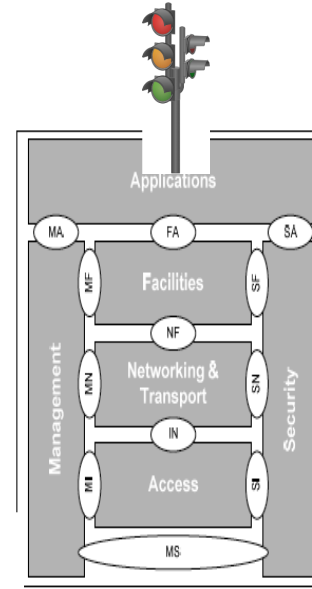 Applications
MA
FA
SA
MF
Facilities
SF
NF
Management
MN
Networking &
Transport
SN
Security
IN
MI
Access
SI
MS